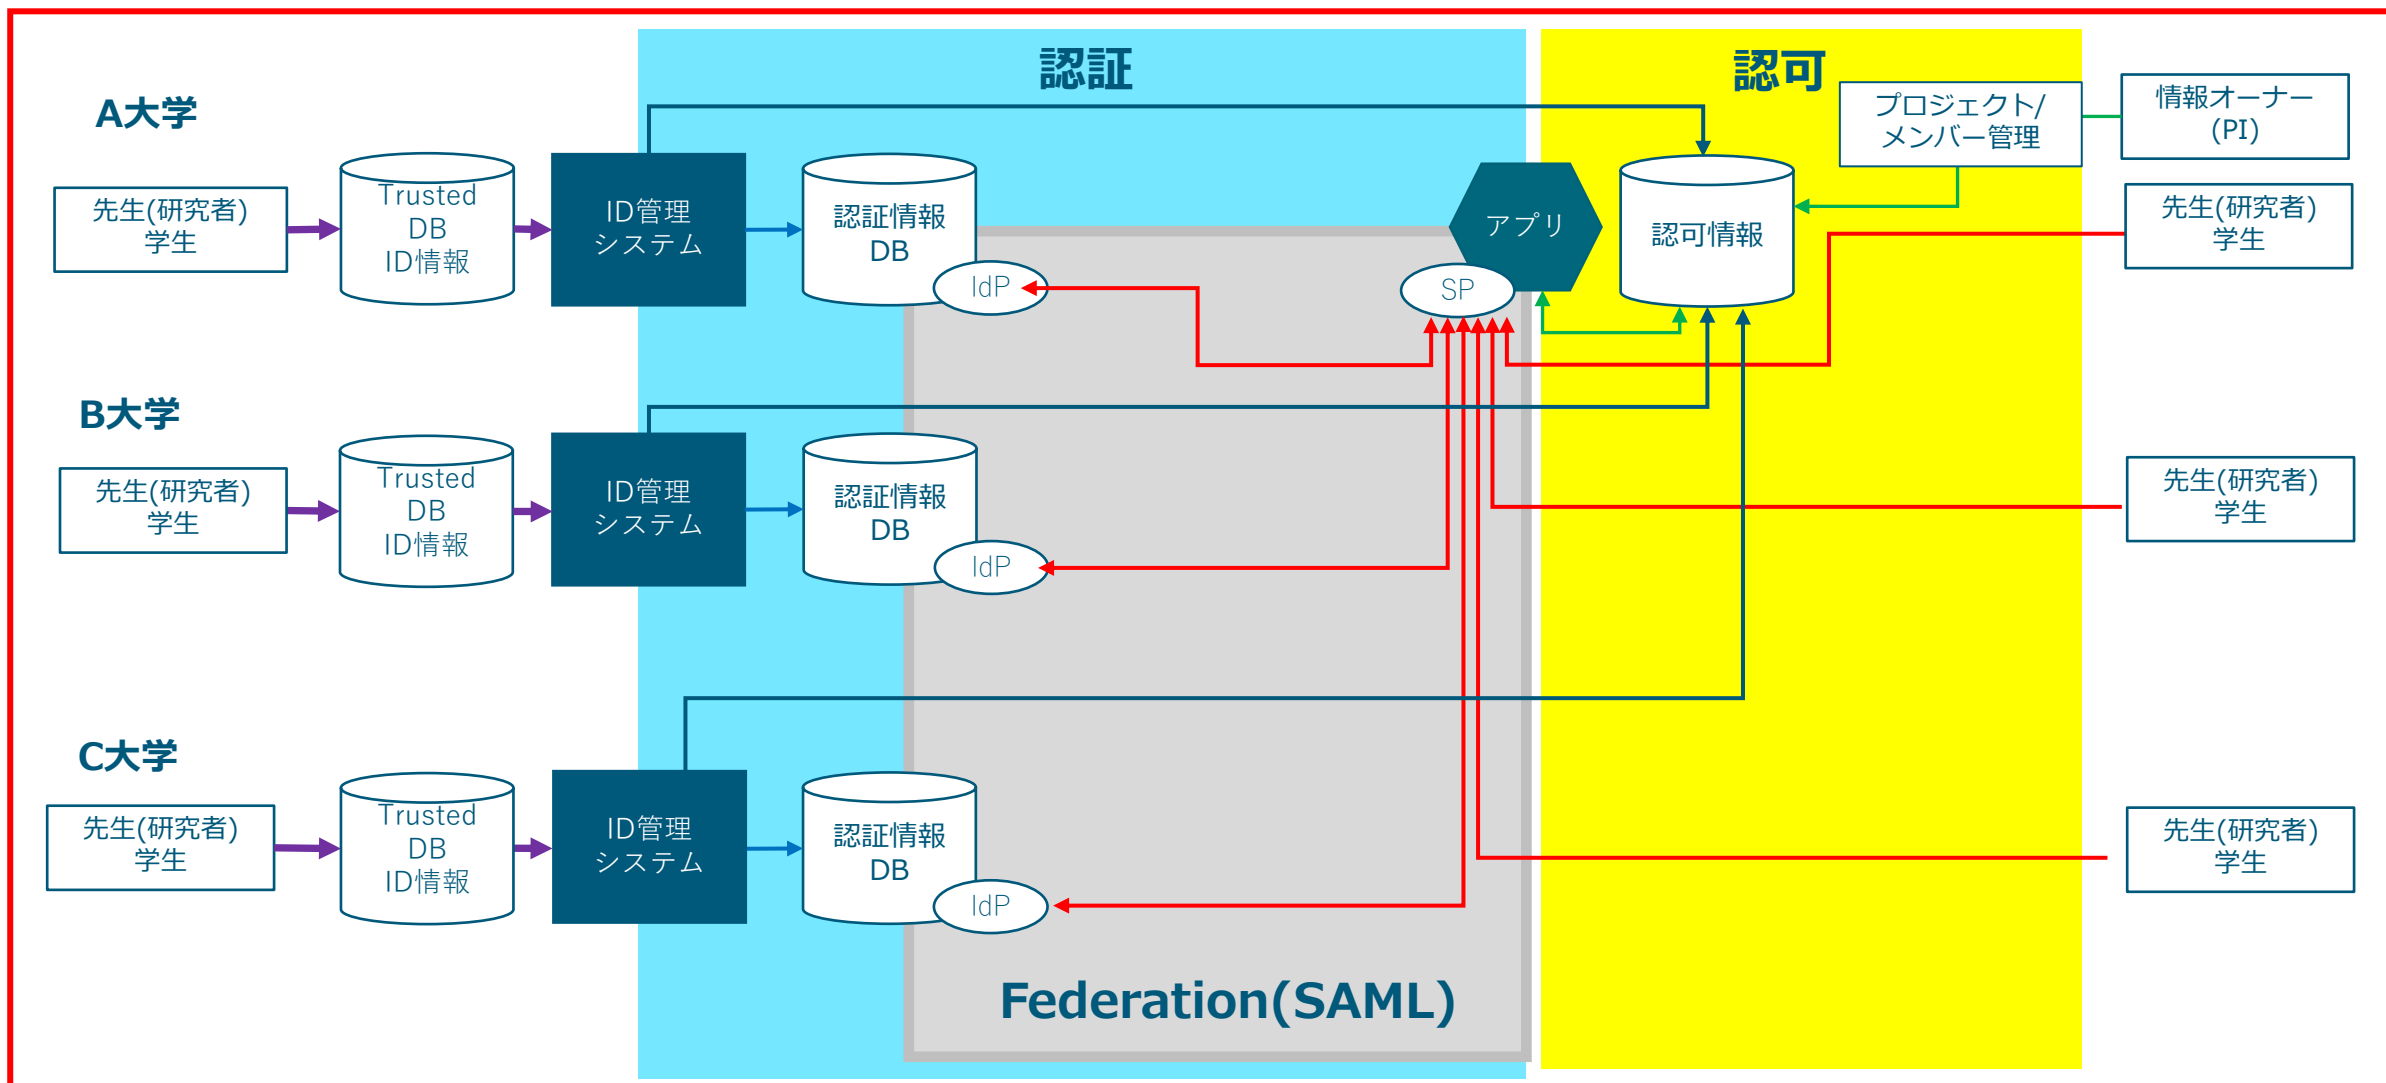 認証
認可
A大学
先生(研究者)
学生
Trusted
DB
ID情報
ID管理
システム
認証情報
DB
IdP
アプリ
SP
認可情報
プロジェクト/
メンバー管理
情報オーナー
(PI)
先生(研究者)
学生
B大学
先生(研究者)
学生
Trusted
DB
ID情報
ID管理
システム
認証情報
DB
IdP
先生(研究者)
学生
C大学
先生(研究者)
学生
Trusted
DB
ID情報
ID管理
システム
認証情報
DB
IdP
先生(研究者)
学生
Federation(SAML)